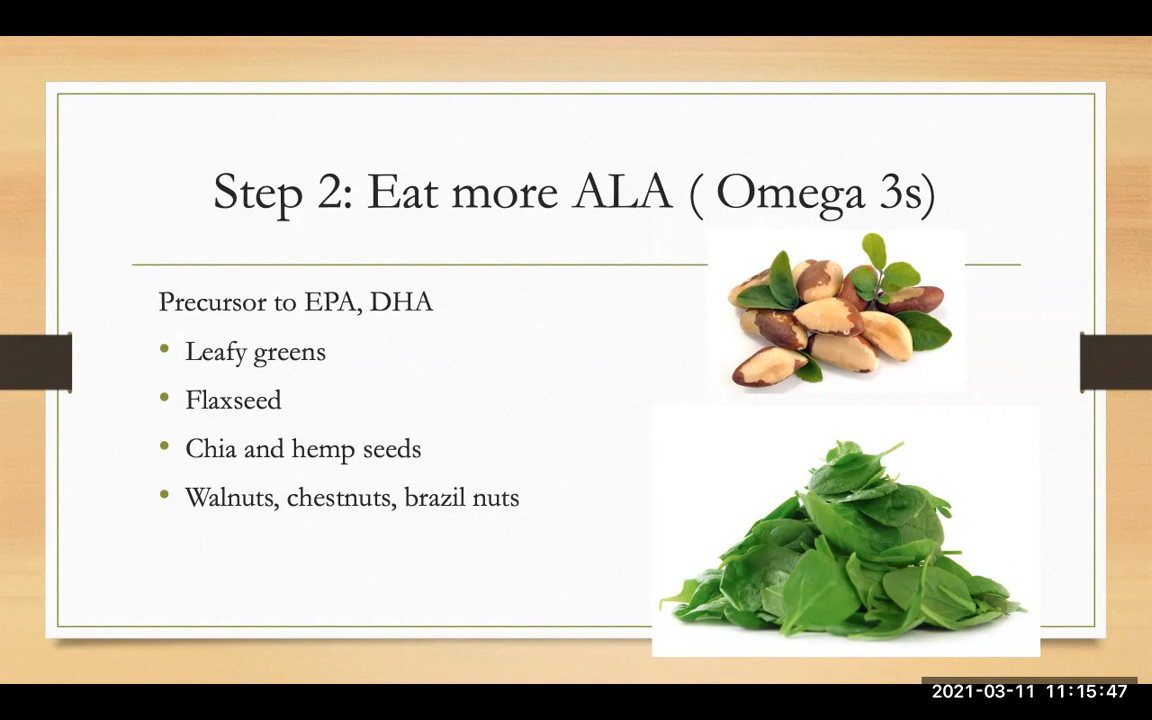 Step 2: Eat more ALA ( Omega 3s)
Precursor to EPA, DHA
• Leafy greens
• Flaxseed
• Chia and hemp seeds
• Walnuts, chestnuts, brazil nuts
2021-03-11 11:15:47